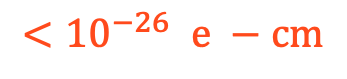 < 10⁻²⁶ e − cm